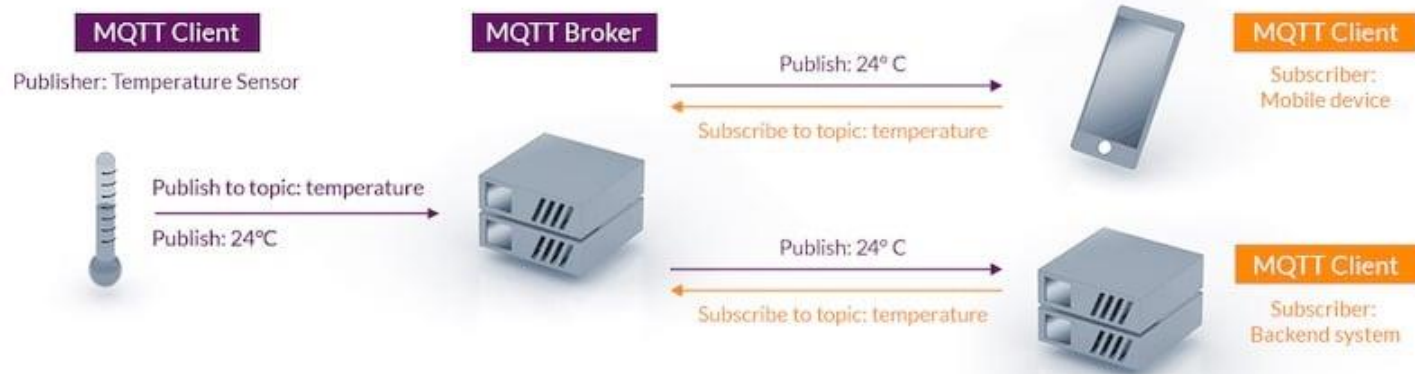 MQTT Client
Publisher: Temperature Sensor
Publish to topic: temperature
Publish: 24°C
MQTT Broker
Publish: 24° C
Subscribe to topic: temperature
MQTT Client
Subscriber:
Mobile device
Publish: 24° C
Subscribe to topic: temperature
MQTT Client
Subscriber:
Backend system